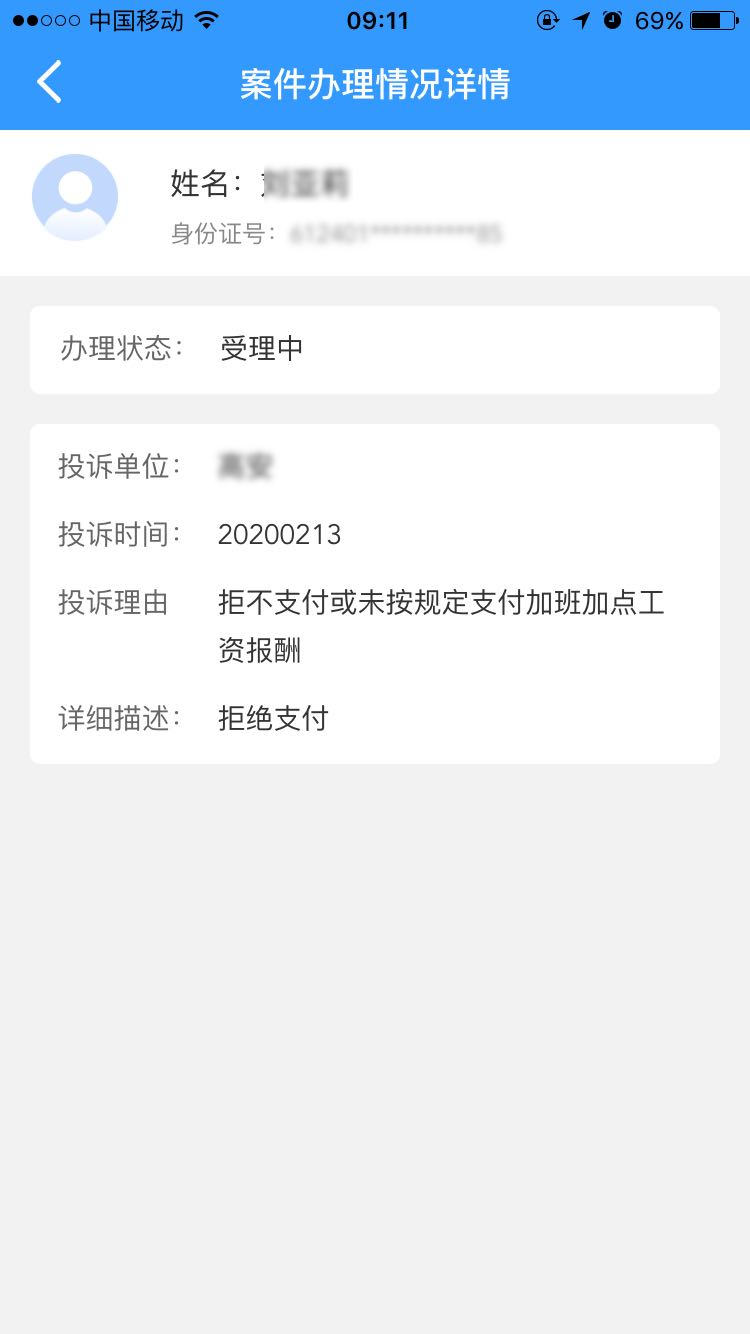 中国移动 09:11 69%
案件办理情况详情
姓名：
身份证号：
办理状态： 受理中
投诉单位：
投诉时间： 20200213
投诉理由 拒不支付或未按规定支付加班加点工
资报酬
详细描述： 拒绝支付